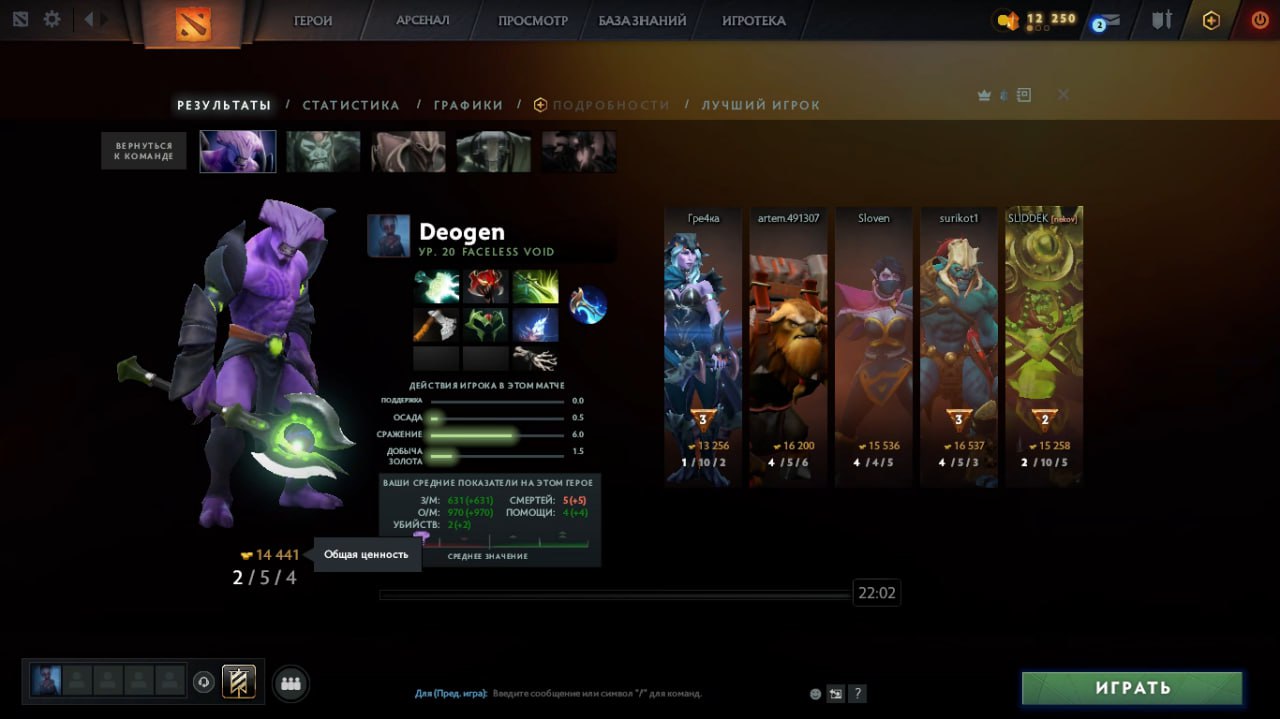 ГЕРОИ
АРСЕНАЛ
ПРОСМОТР
БАЗА ЗНАНИЙ
ИГРОТЕКА
12 250
2
РЕЗУЛЬТАТЫ / СТАТИСТИКА / ГРАФИКИ / ПОДРОБНОСТИ / ЛУЧШИЙ ИГРОК
ВЕРНУТЬСЯ
К КОМАНДЕ
Deogen
УР. 20 FACELESS VOID
ДЕЙСТВИЯ ИГРОКА В ЭТОМ МАТЧЕ
ПОДДЕРЖКА 0.0
ОСАДА 0.5
СРАЖЕНИЕ 6.0
ДОБЫЧА
ЗОЛОТА 1.5
ВАШИ СРЕДНИЕ ПОКАЗАТЕЛИ НА ЭТОМ ГЕРОЕ
З/М: 631 (+631) СМЕРТЕЙ: 5 (+5)
О/М: 970 (+970) ПОМОЩИ: 4 (+4)
УБИЙСТВ: 2 (+2)
СРЕДНЕЕ ЗНАЧЕНИЕ
14 441
Общая ценность
2 / 5 / 4
Гре4ка
3
13 256
1 / 10 / 2
artem.491307
16 200
4 / 5 / 6
Sloven
15 536
4 / 4 / 5
surikot1
3
16 537
4 / 5 / 3
SLIDDEK [nekov]
2
15 258
2 / 10 / 5
22:02
Для (Пред. игра): Введите сообщение или символ "/" для команд.
?
ИГРАТЬ